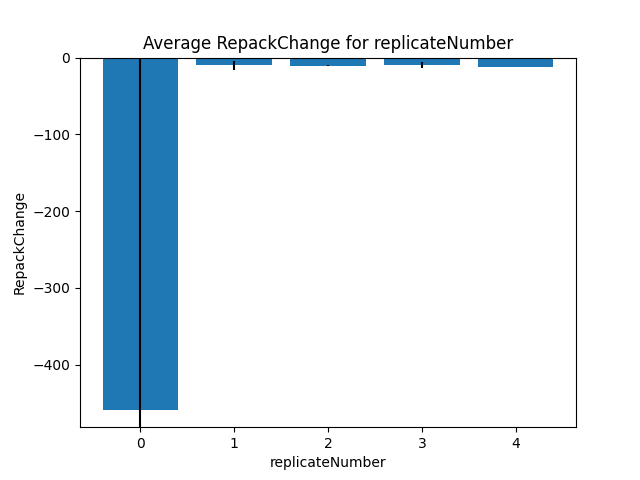 Average RepackChange for replicateNumber
RepackChange
0
−100
−200
−300
−400
0 1 2 3 4
replicateNumber